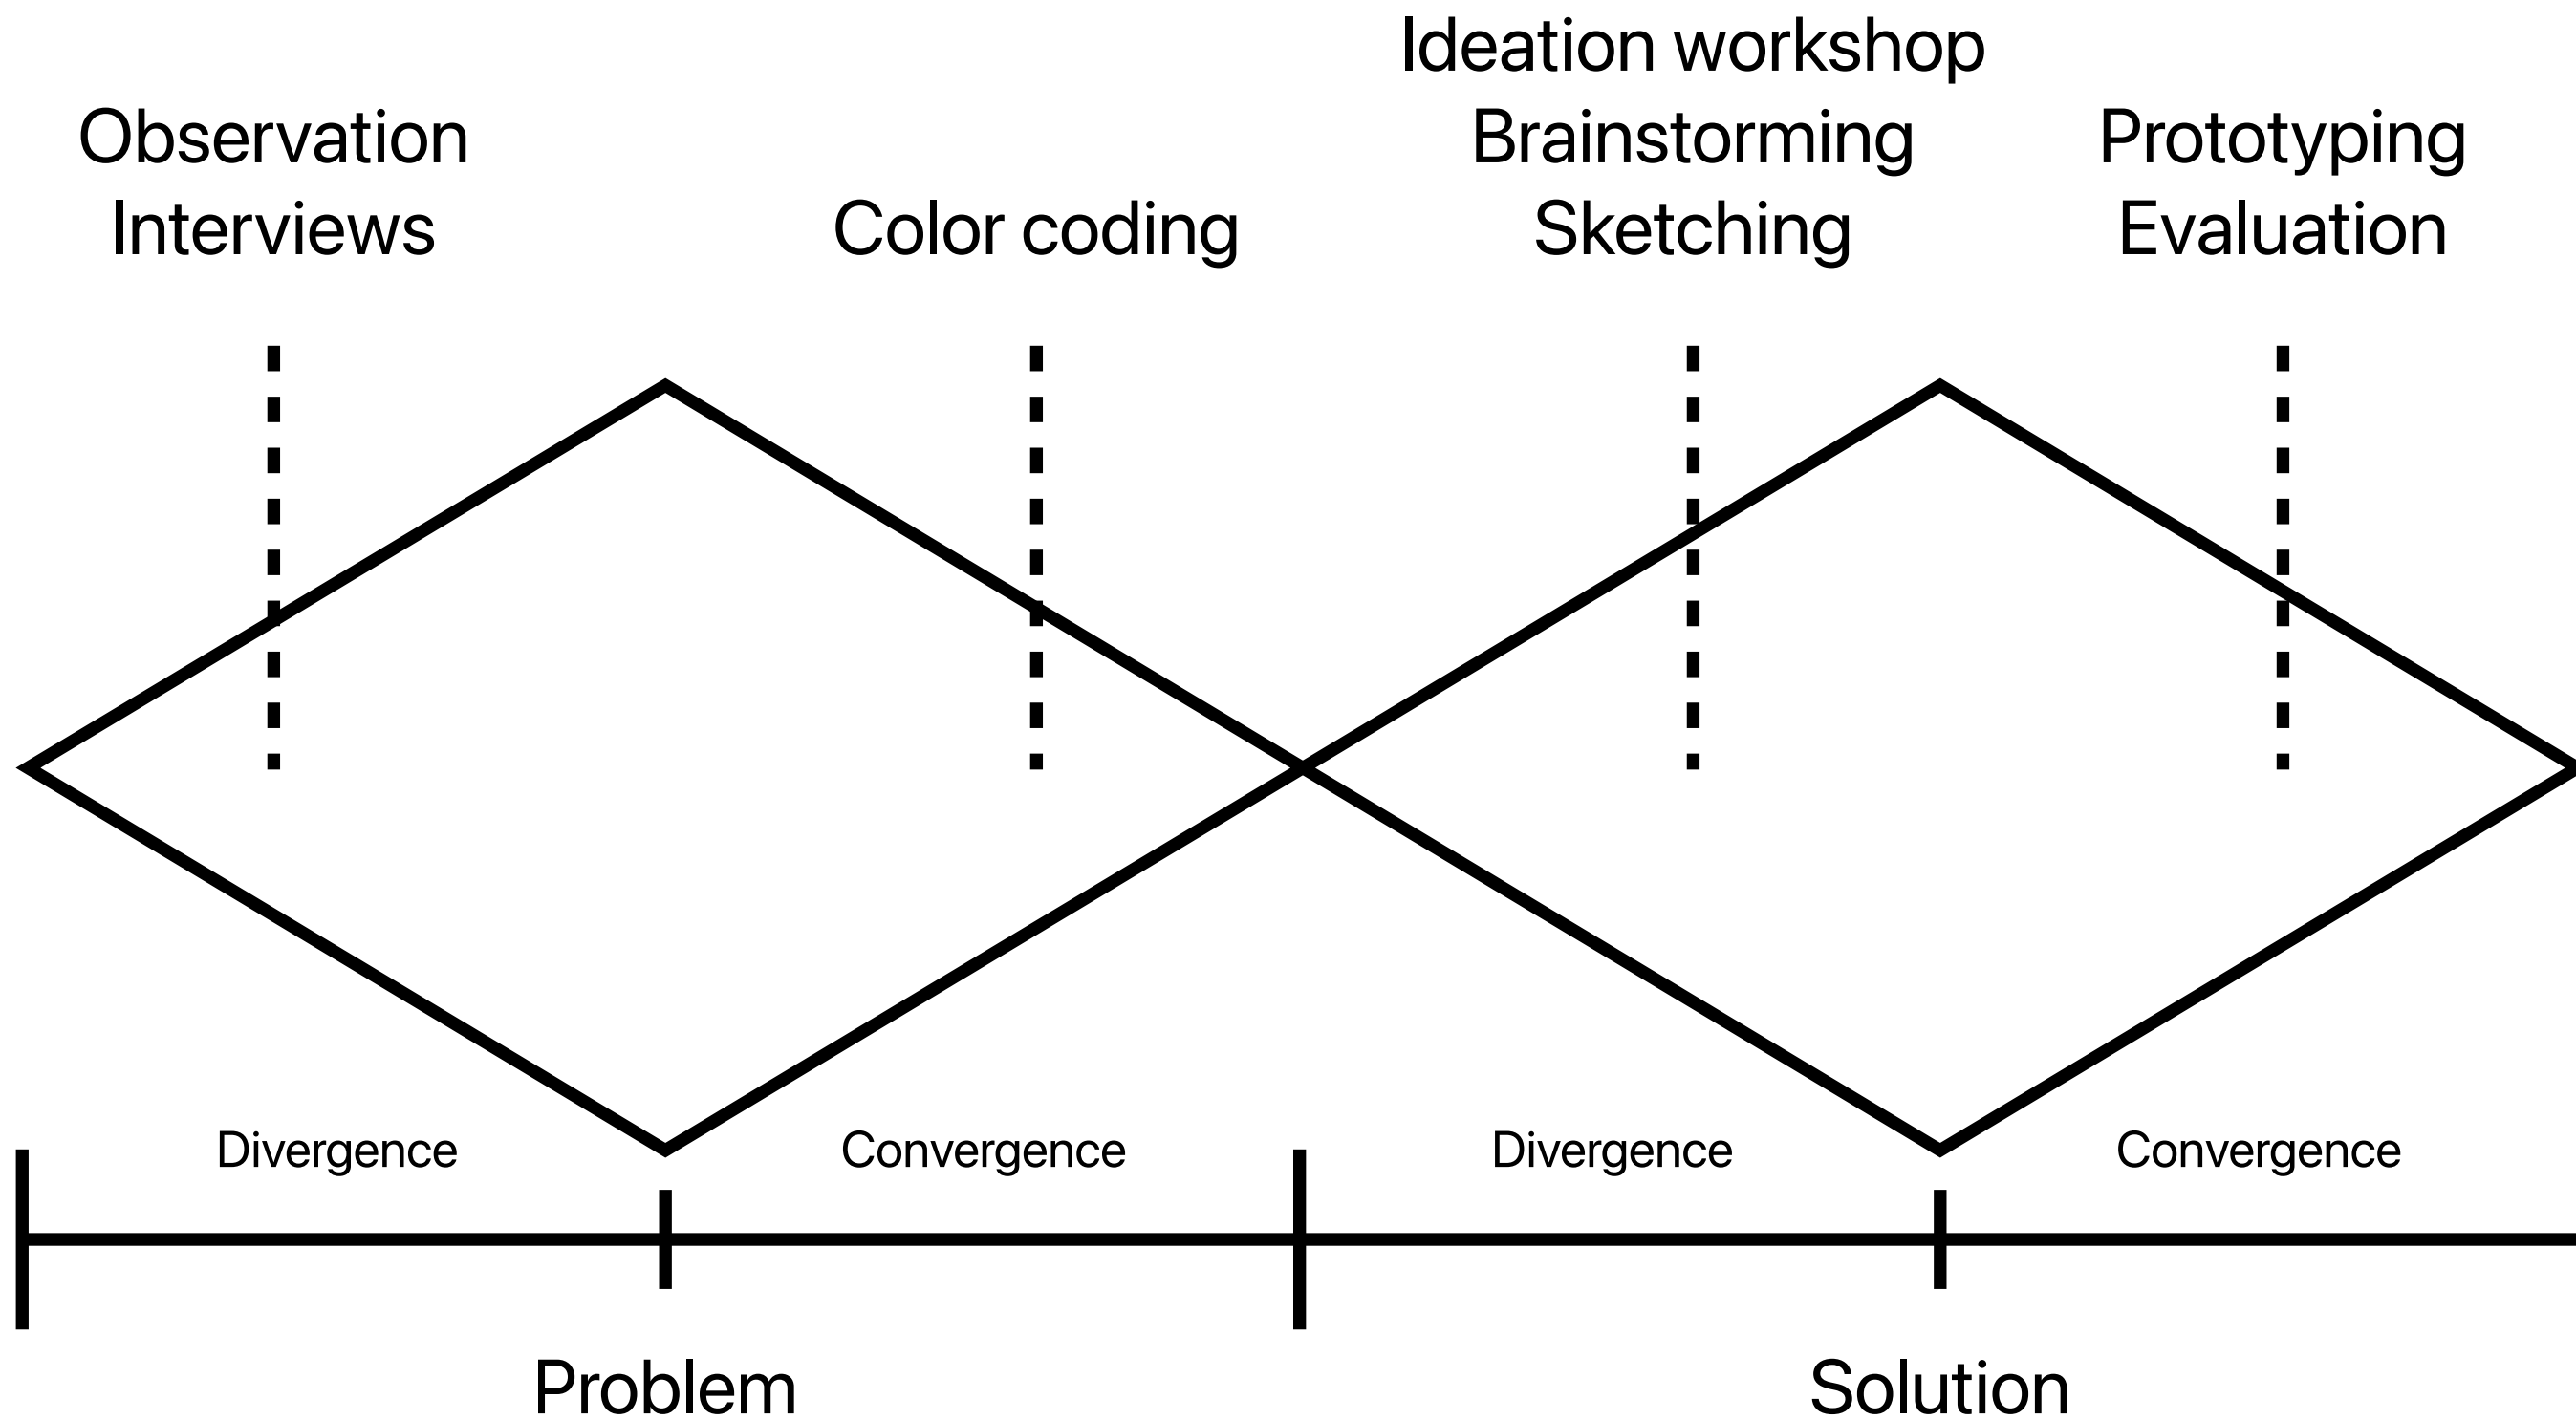 Observation
Interviews
Color coding
Ideation workshop
Brainstorming
Sketching
Prototyping
Evaluation
Divergence
Convergence
Divergence
Convergence
Problem
Solution